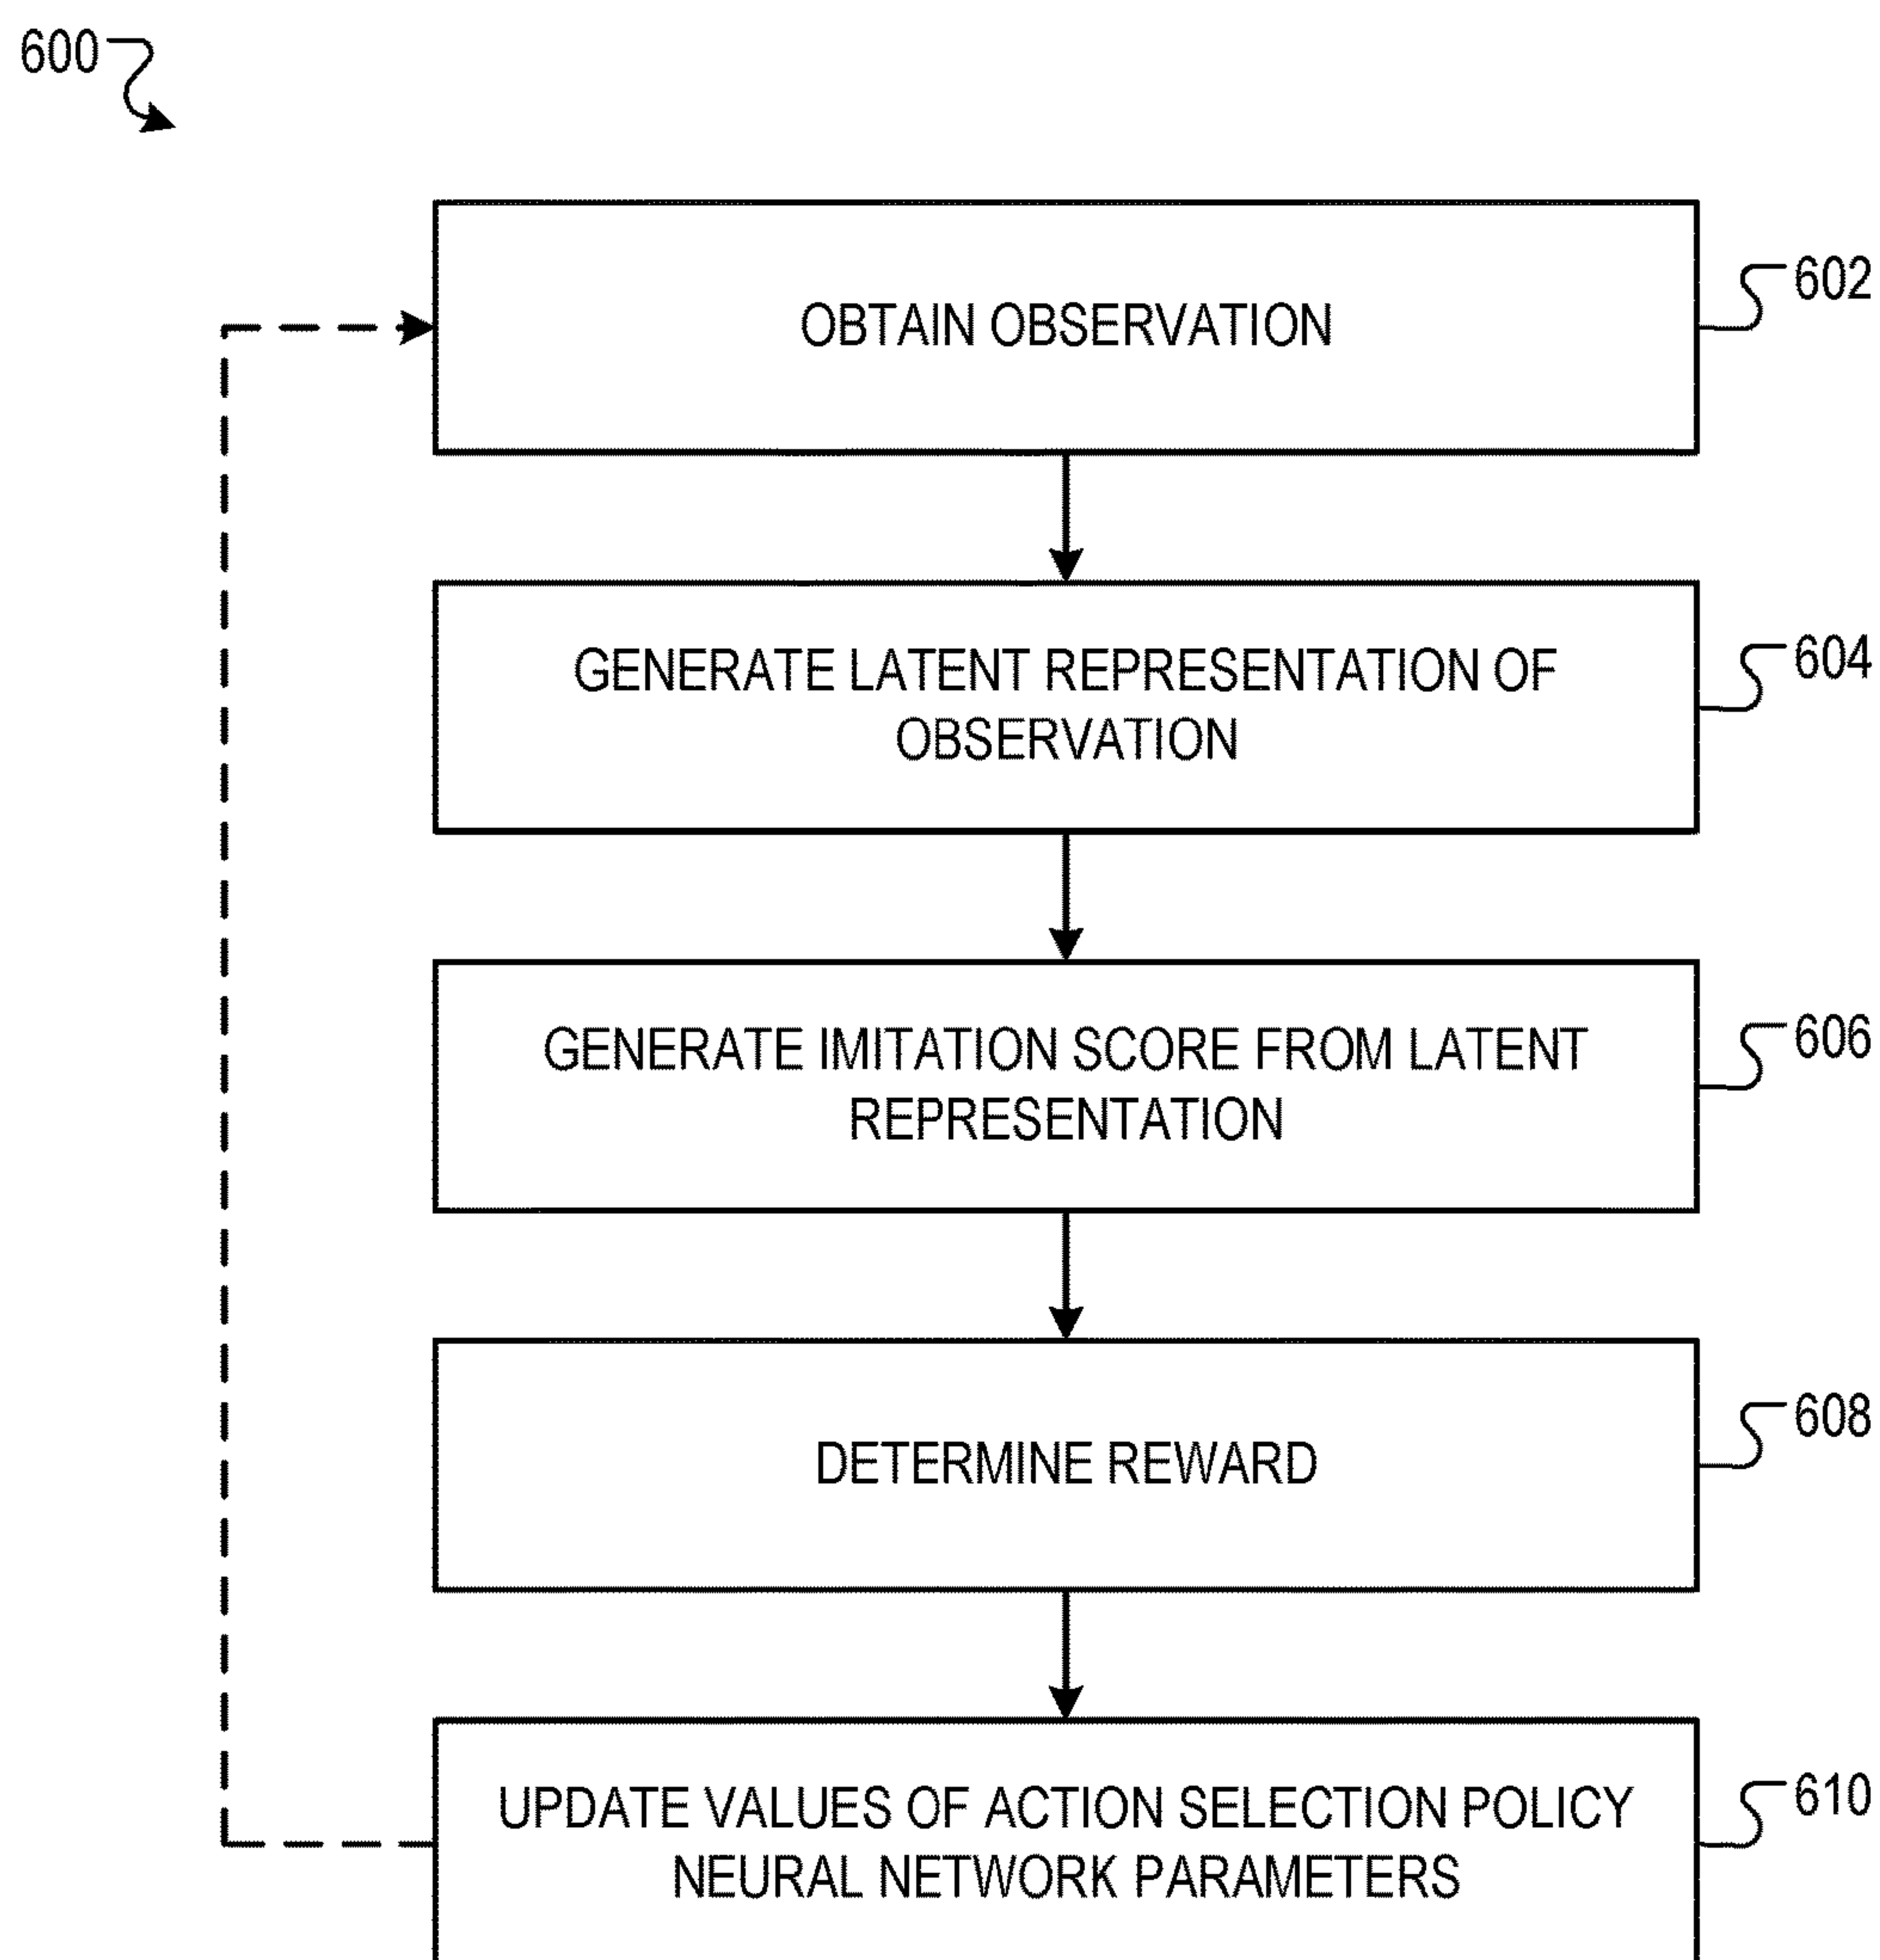 600
OBTAIN OBSERVATION
602
GENERATE LATENT REPRESENTATION OF
OBSERVATION
604
GENERATE IMITATION SCORE FROM LATENT
REPRESENTATION
606
DETERMINE REWARD
608
UPDATE VALUES OF ACTION SELECTION POLICY
NEURAL NETWORK PARAMETERS
610